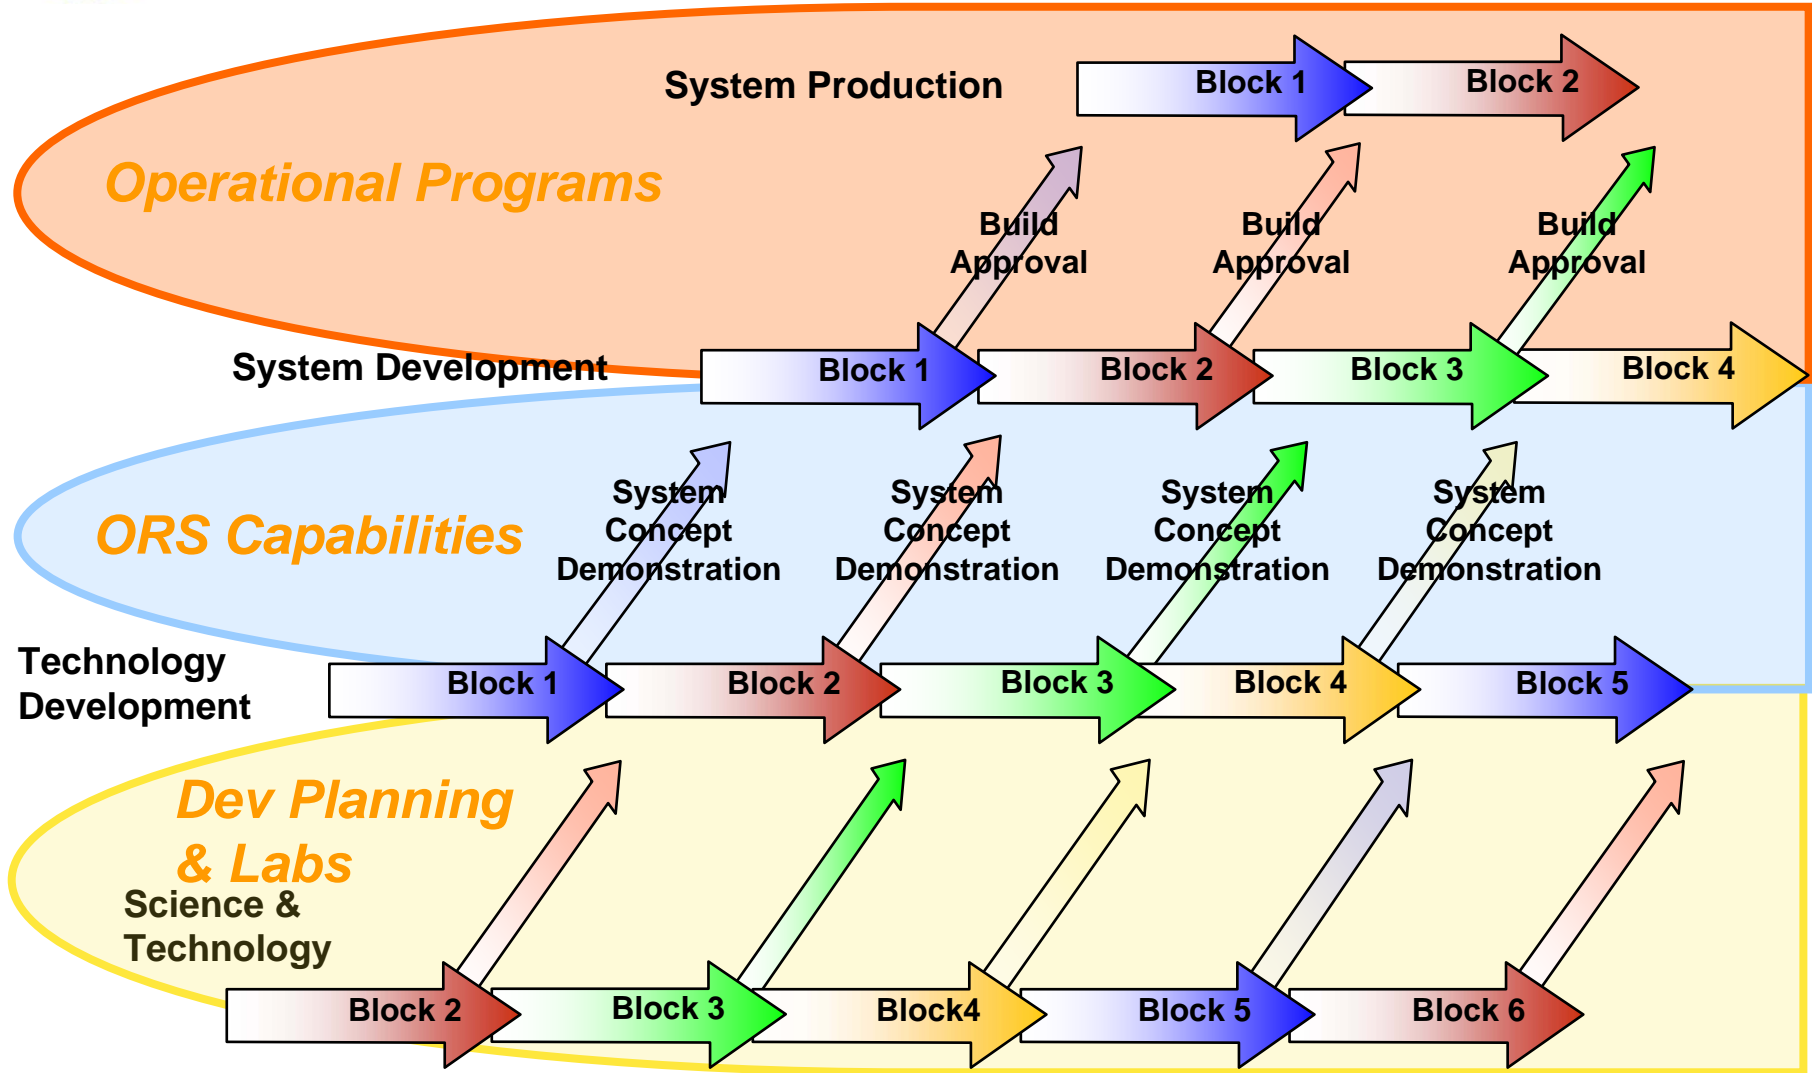 System Production
Block 1
Block 2
Operational Programs
Build
Approval
Build
Approval
Build
Approval
System Development
Block 1
Block 2
Block 3
Block 4
ORS Capabilities
System
Concept
Demonstration
System
Concept
Demonstration
System
Concept
Demonstration
System
Concept
Demonstration
Technology
Development
Block 1
Block 2
Block 3
Block 4
Block 5
Dev Planning
& Labs
Science &
Technology
Block 2
Block 3
Block4
Block 5
Block 6